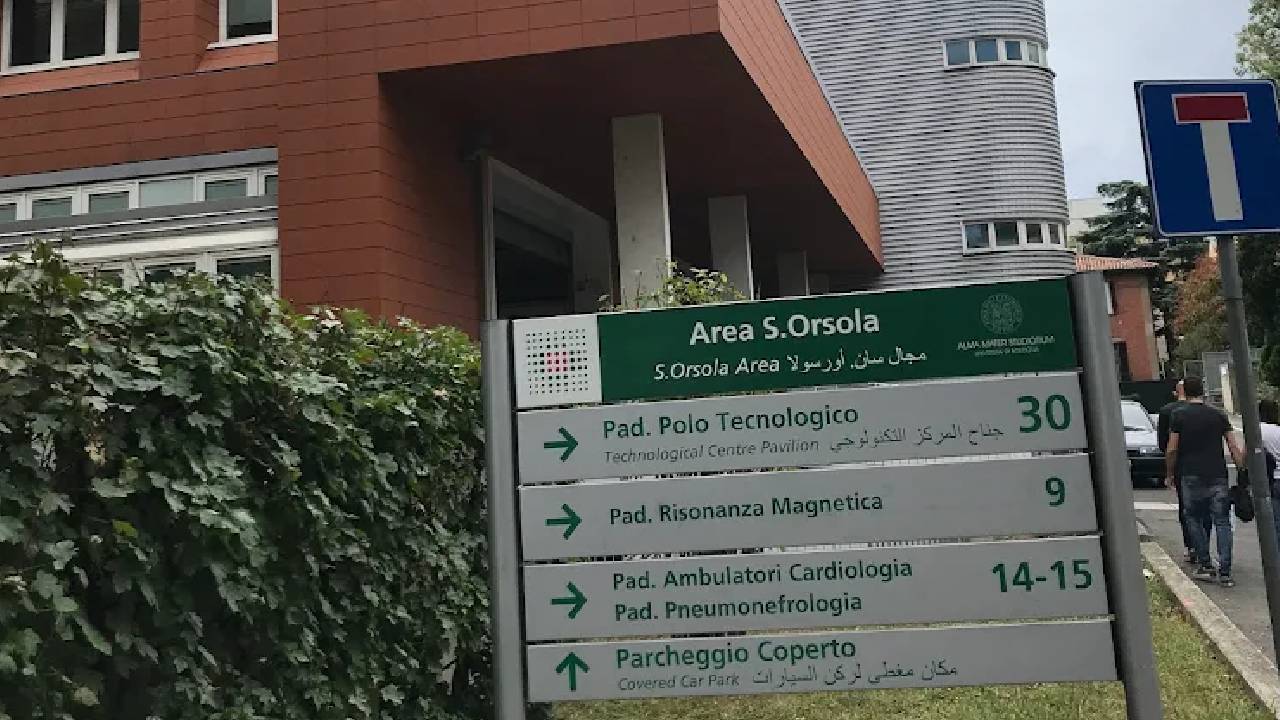 Area S.Orsola
S.Orsola Area مجال سان. أورسولا
ALMA MATER STUDIORUM
Pad. Polo Tecnologico 30
Technological Centre Pavilion جناح المركز التكنولوجي
Pad. Risonanza Magnetica 9
Pad. Ambulatori Cardiologia 14-15
Pad. Pneumonefrologia
Parcheggio Coperto
Covered Car Park مكان مغطى لركن السيارات